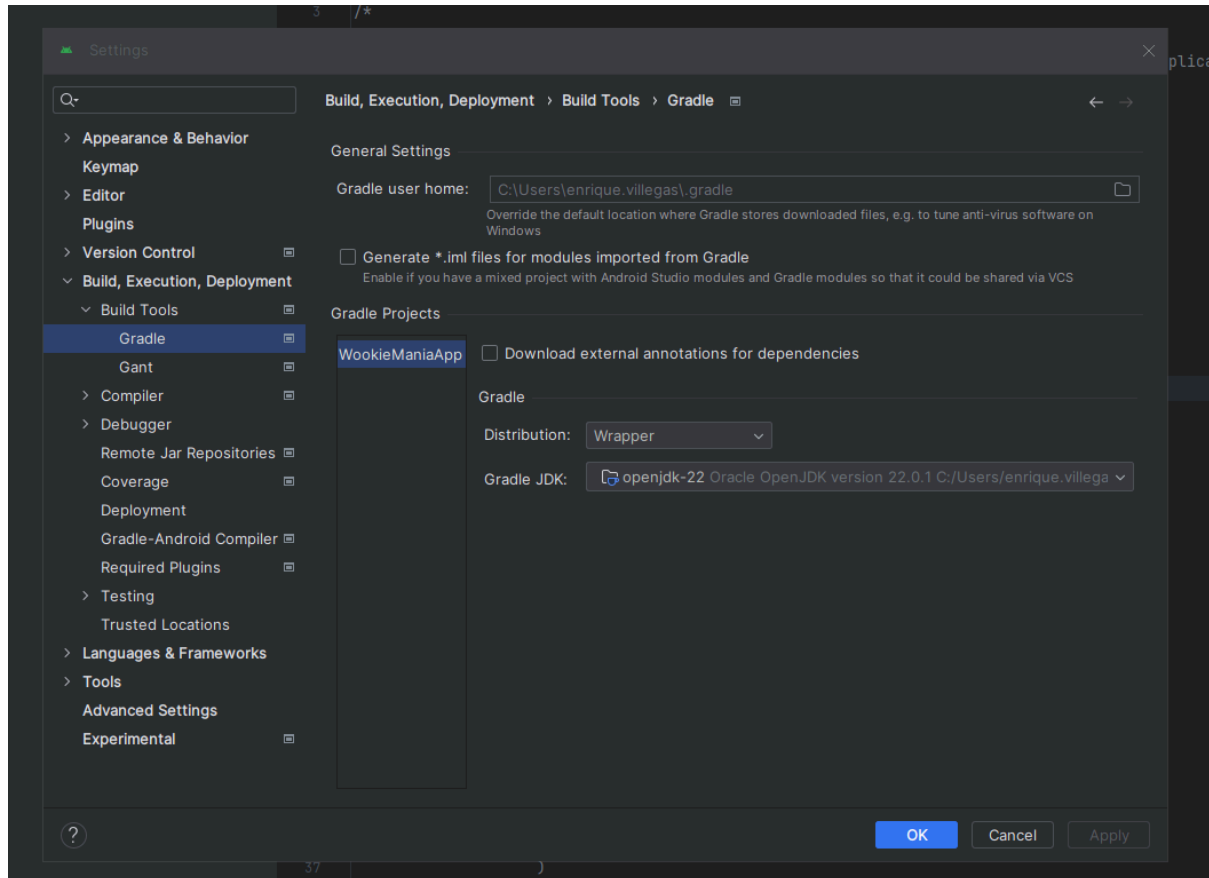 3 /*
Settings
plica
Build, Execution, Deployment › Build Tools › Gradle
Appearance & Behavior
Keymap
Editor
Plugins
Version Control
Build, Execution, Deployment
Build Tools
Gradle
Gant
Compiler
Debugger
Remote Jar Repositories
Coverage
Deployment
Gradle-Android Compiler
Required Plugins
Testing
Trusted Locations
Languages & Frameworks
Tools
Advanced Settings
Experimental
General Settings
Gradle user home: C:\Users\enrique.villegas\.gradle
Override the default location where Gradle stores downloaded files, e.g. to tune anti-virus software on
Windows
Generate *.iml files for modules imported from Gradle
Enable if you have a mixed project with Android Studio modules and Gradle modules so that it could be shared via VCS
Gradle Projects
WookieManiaApp
Download external annotations for dependencies
Gradle
Distribution: Wrapper
Gradle JDK: openjdk-22 Oracle OpenJDK version 22.0.1 C:/Users/enrique.villega
?
OK Cancel Apply
37 )